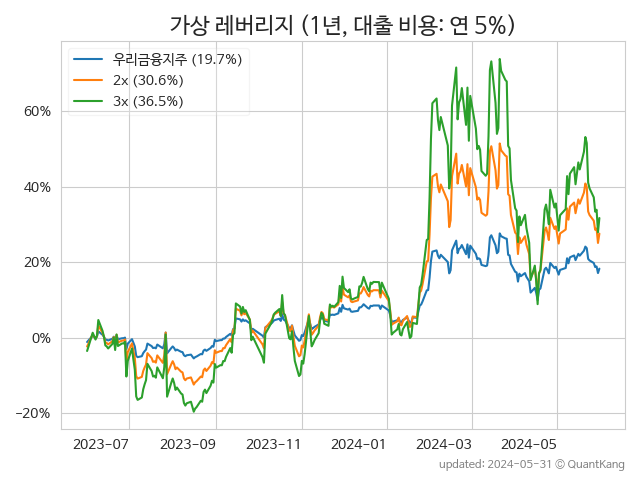 가상 레버리지 (1년, 대출 비용: 연 5%)
우리금융지주 (19.7%)
2x (30.6%)
3x (36.5%)
60%
40%
20%
0%
−20%
2023-07 2023-09 2023-11 2024-01 2024-03 2024-05
updated: 2024-05-31 © QuantKang